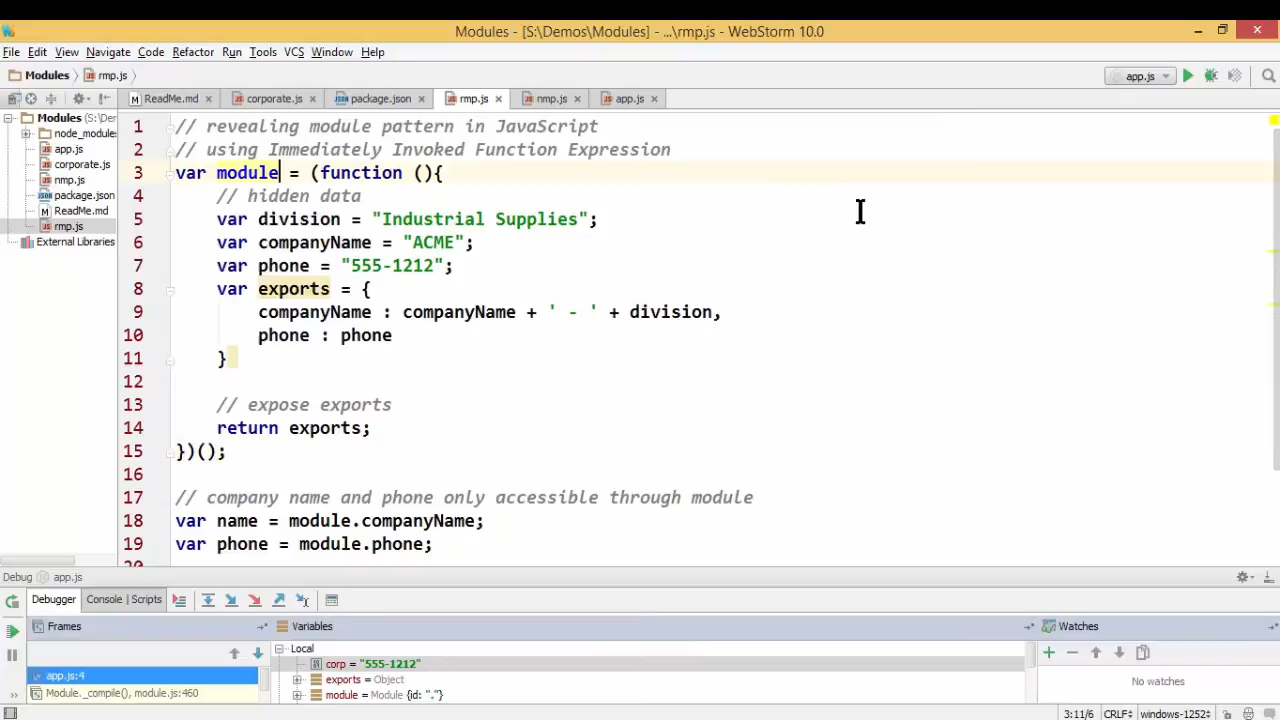 Modules - [S:\Demos\Modules] - ...\rmp.js - WebStorm 10.0
File Edit View Navigate Code Refactor Run Tools VCS Window Help
Modules rmp.js app.js
ReadMe.md corporate.js package.json rmp.js nmp.js app.js
Modules (S:\Der
node_modules
app.js
corporate.js
nmp.js
package.json
ReadMe.md
rmp.js
External Libraries
1 // revealing module pattern in JavaScript
2 // using Immediately Invoked Function Expression
3 var module = (function (){
4 // hidden data
5 var division = "Industrial Supplies";
6 var companyName = "ACME";
7 var phone = "555-1212";
8 var exports = {
9 companyName : companyName + ' - ' + division,
10 phone : phone
11 }
12
13 // expose exports
14 return exports;
15 })();
16
17 // company name and phone only accessible through module
18 var name = module.companyName;
19 var phone = module.phone;
20
Debug app.js
Debugger Console | Scripts
Frames Variables Watches
app.js:4
Module._compile(), module.js:460
Local
corp = "555-1212"
exports = Object
module = Module {id: "."}
No watches
3:11/6 CRLF windows-1252